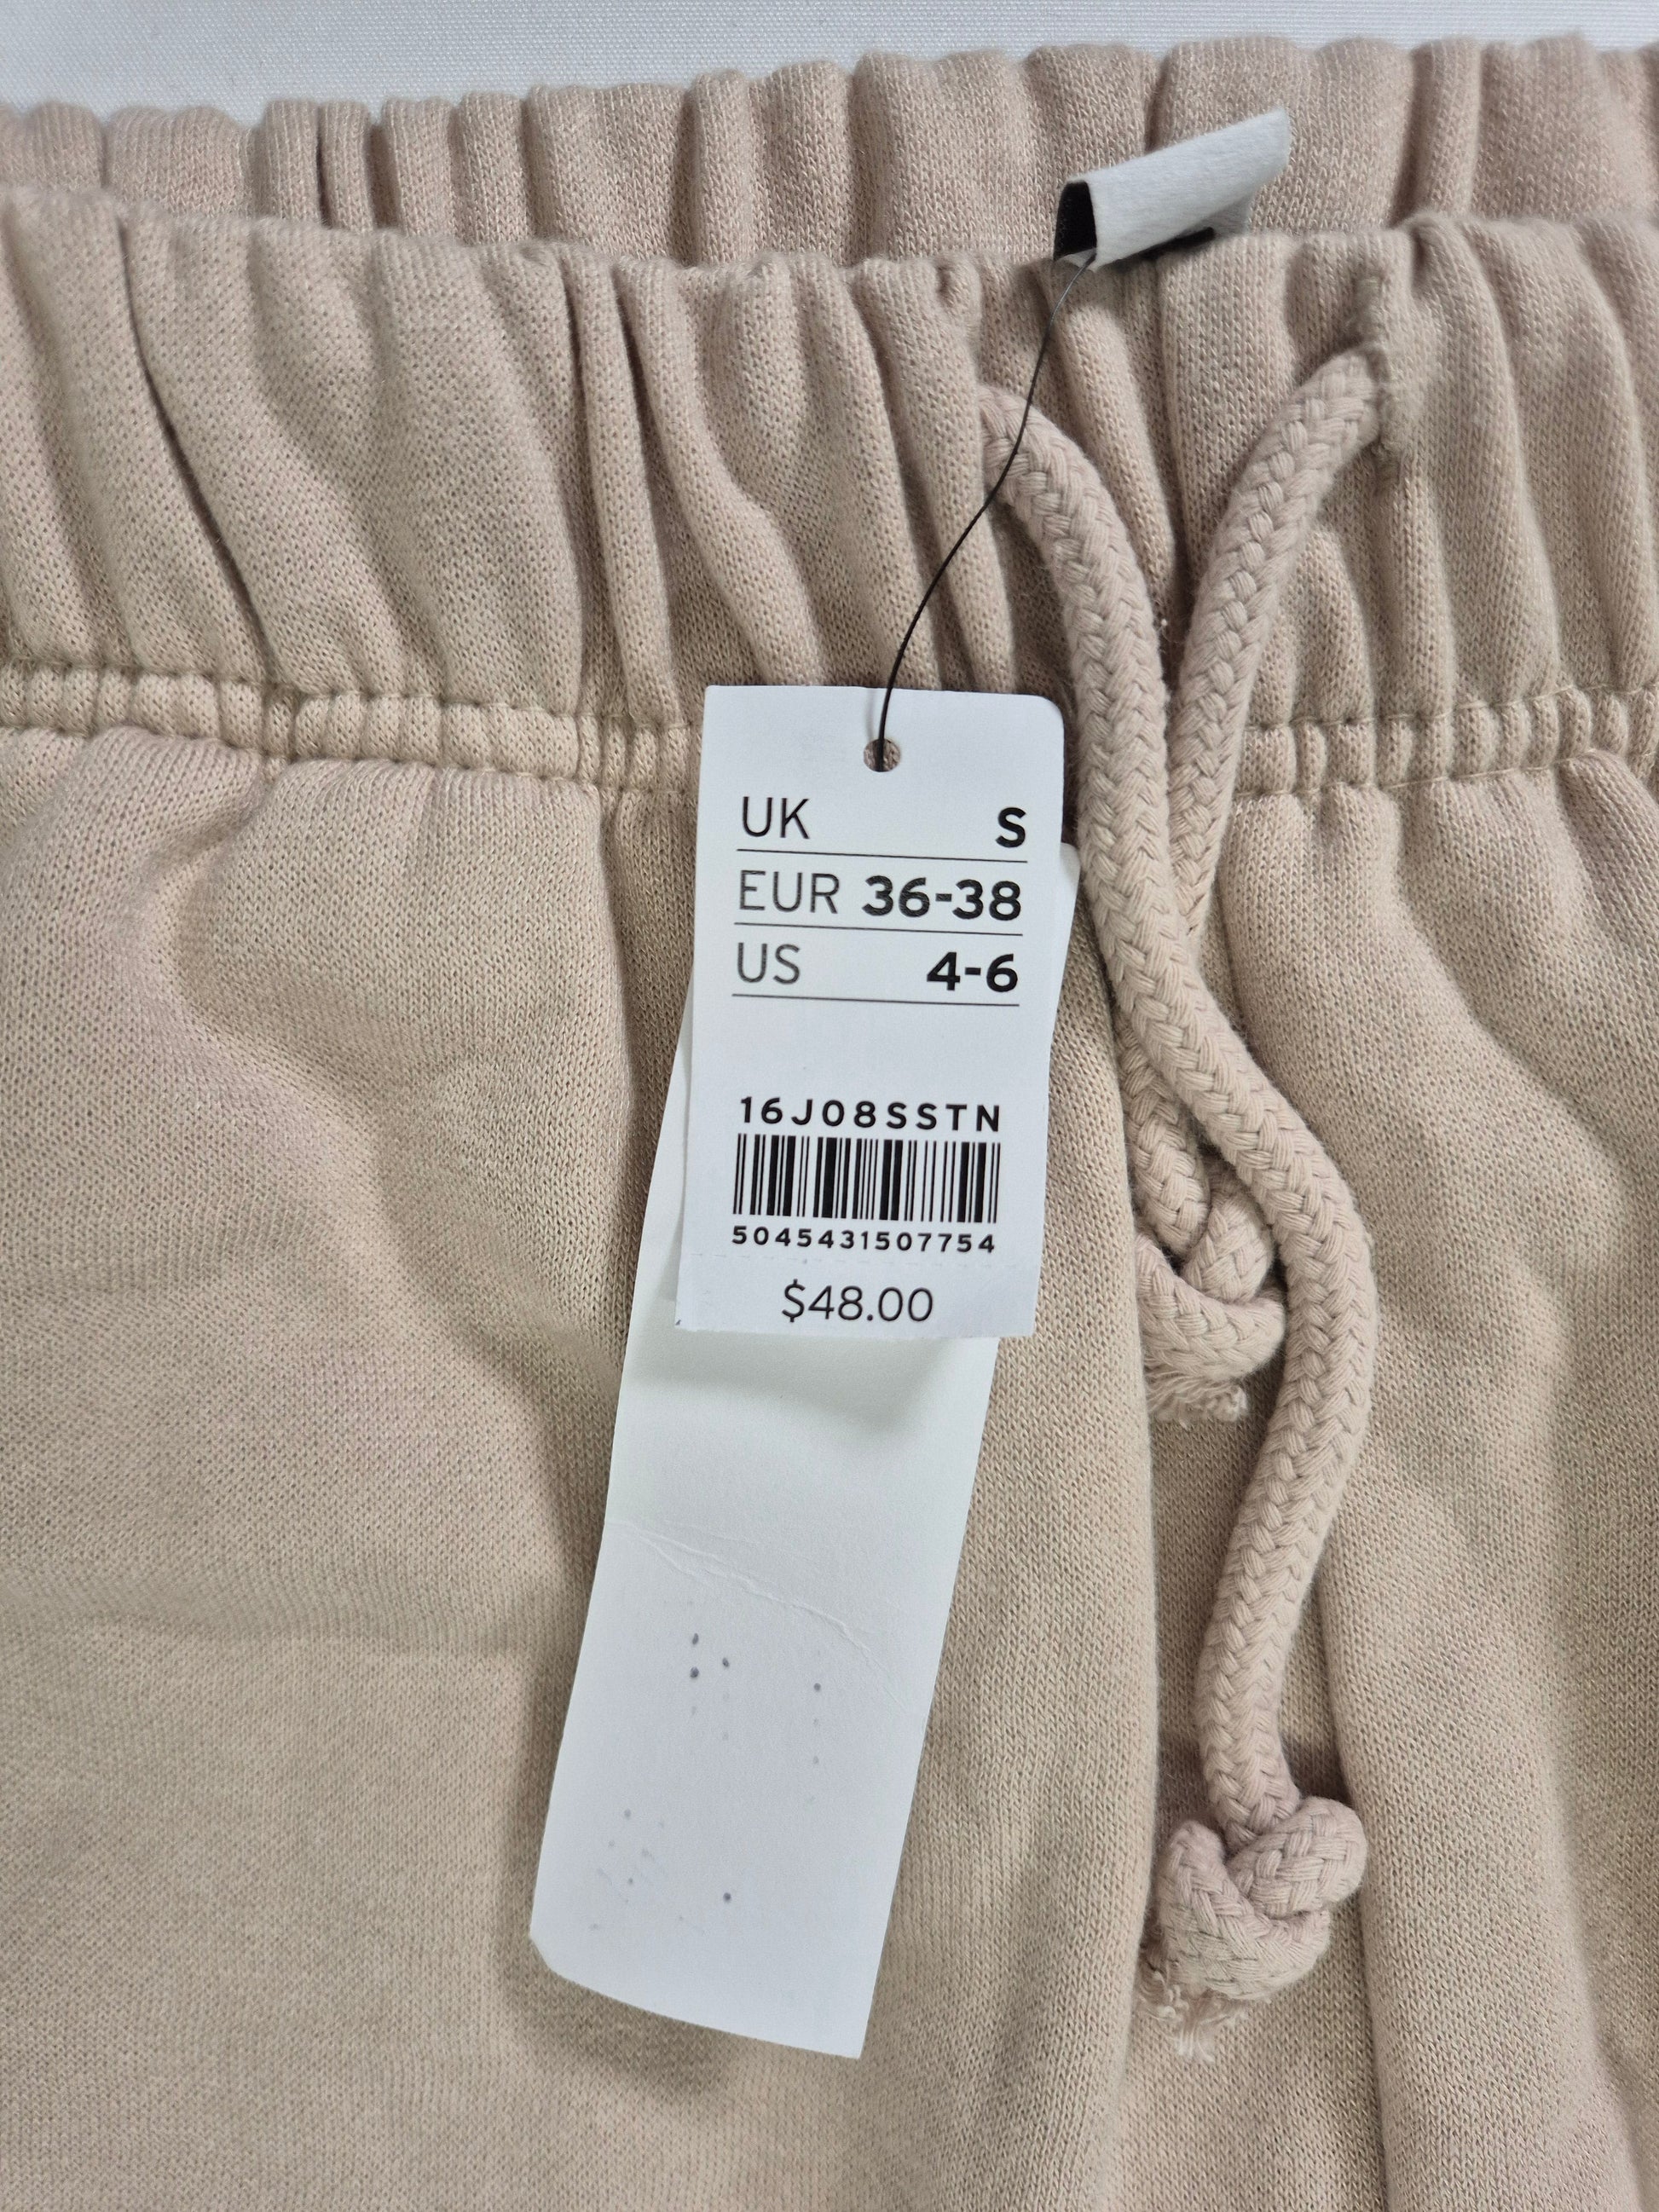 UK S
EUR 36-38
US 4-6
16J08SSTN
5045431507754
$48.00